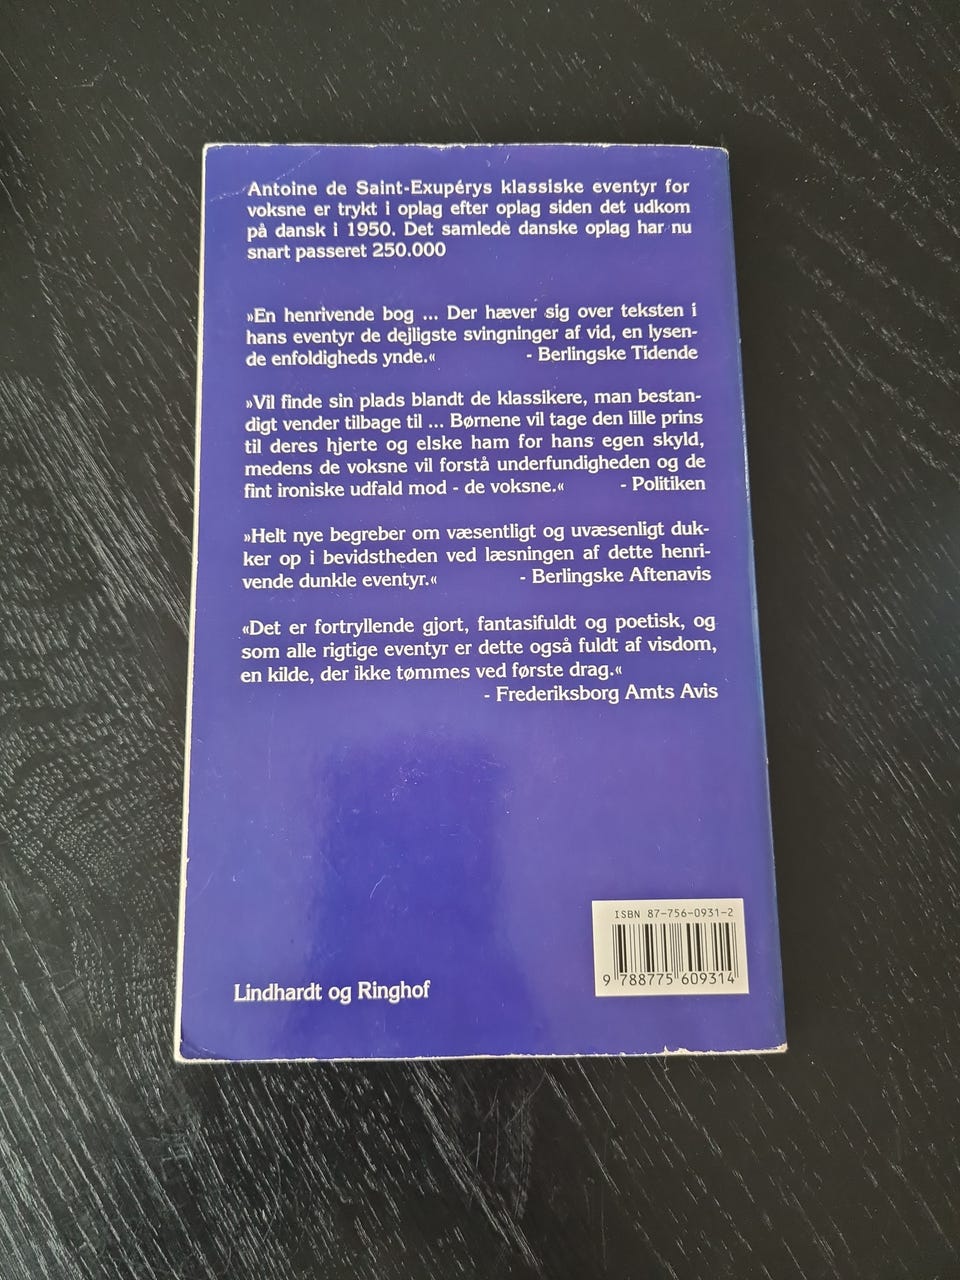 Antoine de Saint-Exupérys klassiske eventyr for
voksne er trykt i oplag efter oplag siden det udkom
på dansk i 1950. Det samlede danske oplag har nu
snart passeret 250.000
»En henrivende bog ... Der hæver sig over teksten i
hans eventyr de dejligste svingninger af vid, en lysen-
de enfoldigheds ynde.« - Berlingske Tidende
»Vil finde sin plads blandt de klassikere, man bestan-
digt vender tilbage til ... Børnene vil tage den lille prins
til deres hjerte og elske ham for hans egen skyld,
medens de voksne vil forstå underfundigheden og de
fint ironiske udfald mod - de voksne.« - Politiken
»Helt nye begreber om væsentligt og uvæsenligt duk-
ker op i bevidstheden ved læsningen af dette henri-
vende dunkle eventyr.« - Berlingske Aftenavis
«Det er fortryllende gjort, fantasifuldt og poetisk, og
som alle rigtige eventyr er dette også fuldt af visdom,
en kilde, der ikke tømmes ved første drag.«
- Frederiksborg Amts Avis
ISBN 87-756-0931-2
9 788775 609314
Lindhardt og Ringhof